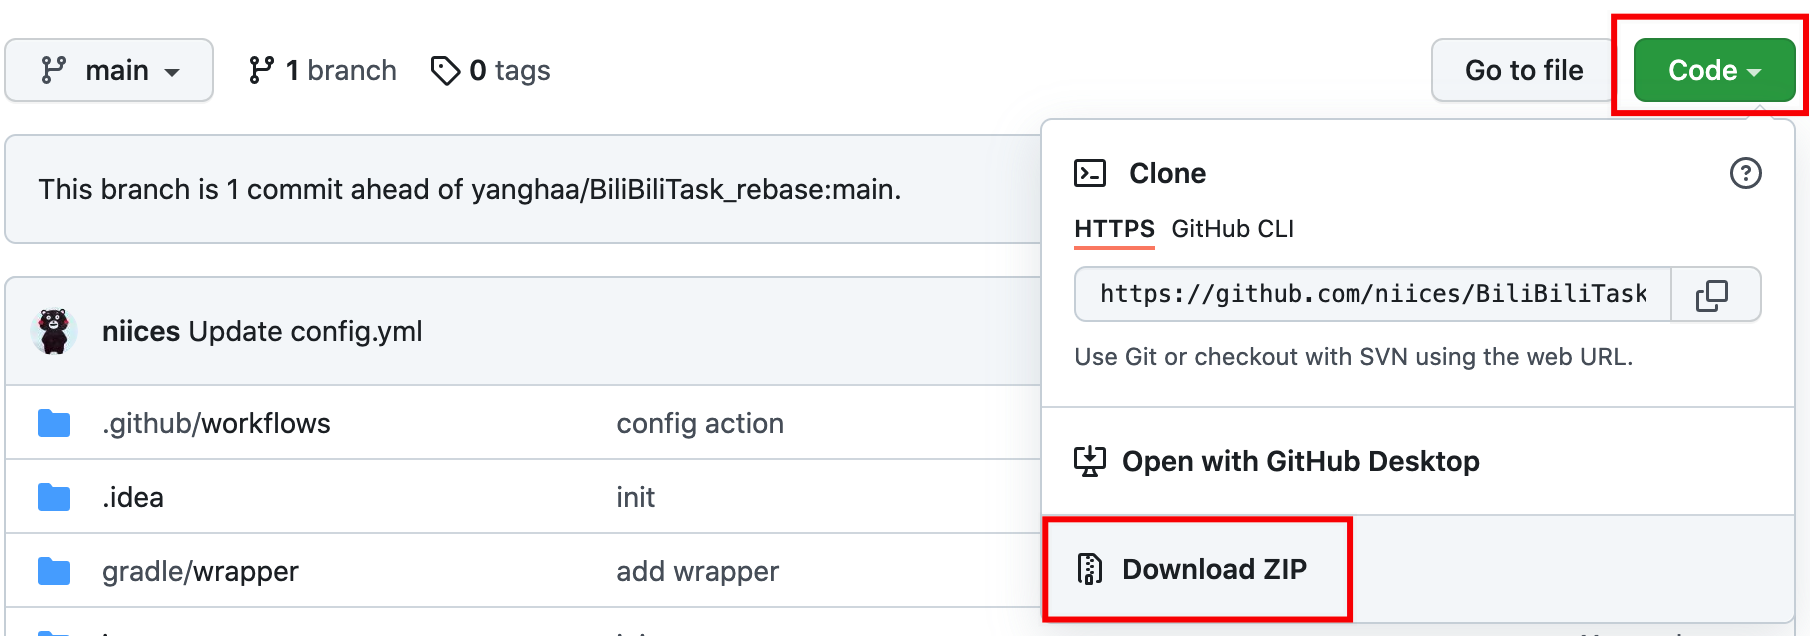 main
1 branch
0 tags
Go to file
Code
This branch is 1 commit ahead of yanghaa/BiliBiliTask_rebase:main.
Clone
HTTPS GitHub CLI
https://github.com/niices/BiliBiliTask
Use Git or checkout with SVN using the web URL.
Open with GitHub Desktop
Download ZIP
niices Update config.yml
.github/workflows config action
.idea init
gradle/wrapper add wrapper